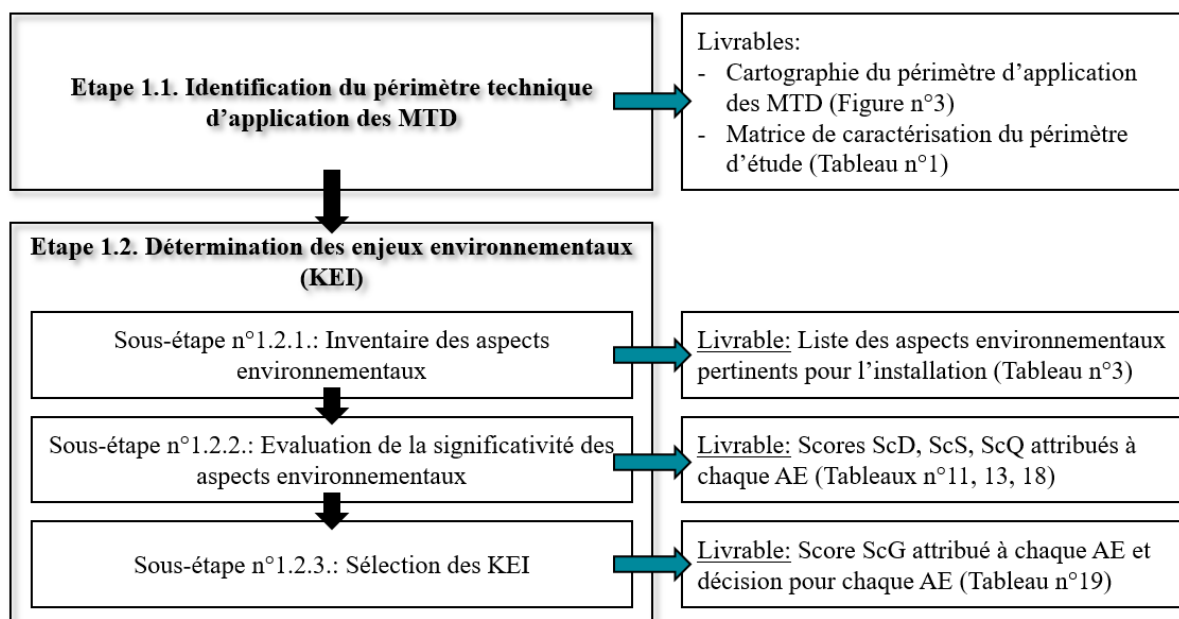 Etape 1.1. Identification du périmètre technique
d’application des MTD
Livrables:
- Cartographie du périmètre d’application
des MTD (Figure n°3)
- Matrice de caractérisation du périmètre
d’étude (Tableau n°1)
Etape 1.2. Détermination des enjeux environnementaux
(KEI)
Sous-étape n°1.2.1.: Inventaire des aspects
environnementaux
Livrable: Liste des aspects environnementaux
pertinents pour l’installation (Tableau n°3)
Sous-étape n°1.2.2.: Evaluation de la significativité des
aspects environnementaux
Livrable: Scores ScD, ScS, ScQ attribués à
chaque AE (Tableaux n°11, 13, 18)
Sous-étape n°1.2.3.: Sélection des KEI
Livrable: Score ScG attribué à chaque AE et
décision pour chaque AE (Tableau n°19)